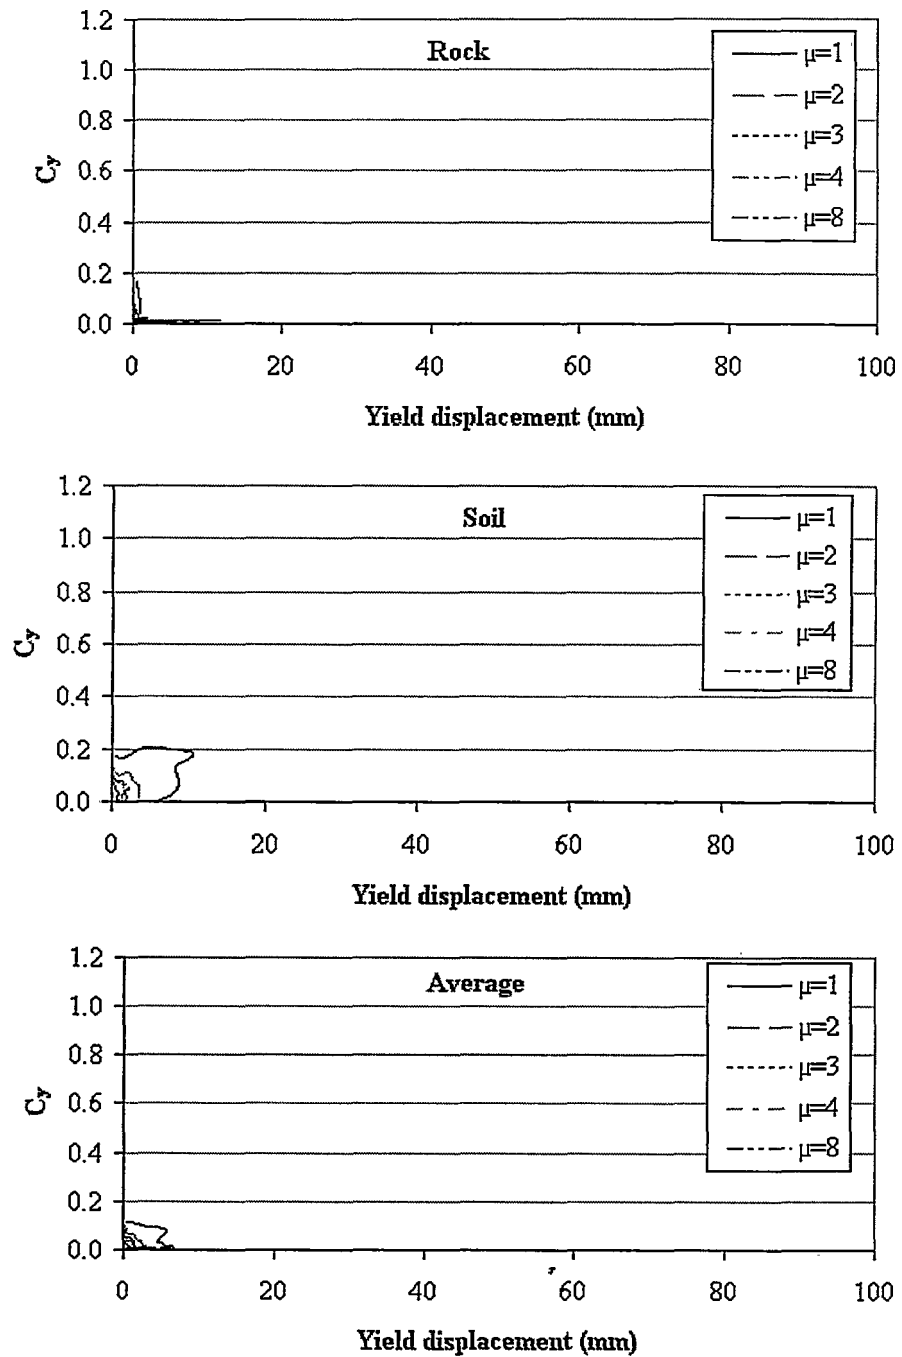 Rock
1.2
1.0
0.8
0.6
0.4
0.2
0.0
Cy
μ=1
μ=2
μ=3
μ=4
μ=8
0 20 40 60 80 100
Yield displacement (mm)
Soil
1.2
1.0
0.8
0.6
0.4
0.2
0.0
Cy
μ=1
μ=2
μ=3
μ=4
μ=8
0 20 40 60 80 100
Yield displacement (mm)
Average
1.2
1.0
0.8
0.6
0.4
0.2
0.0
Cy
μ=1
μ=2
μ=3
μ=4
μ=8
0 20 40 60 80 100
Yield displacement (mm)